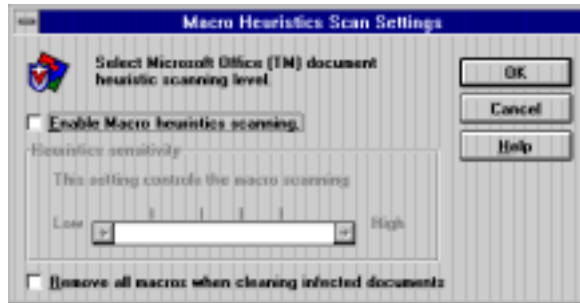 Macro Heuristics Scan Settings
Select Microsoft Office (TM) document
heuristic scanning level.
OK
Cancel
Help
Enable Macro heuristics scanning.
Heuristics sensitivity
This setting controls the macro scanning
Low
High
Remove all macros when cleaning infected documents